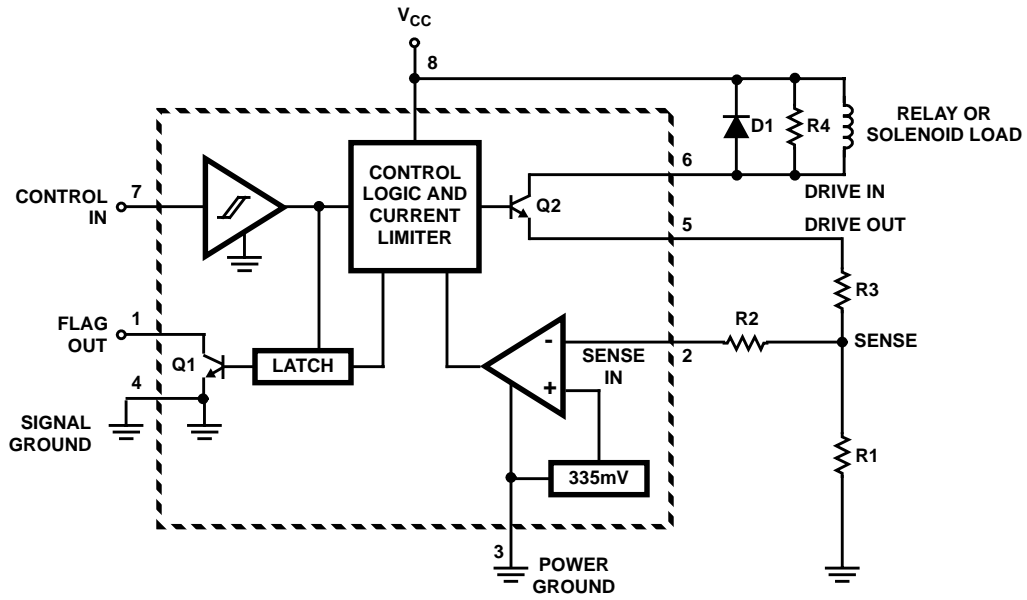 VCC
8
D1
R4
RELAY OR
SOLENOID LOAD
6
DRIVE IN
CONTROL
IN
7
CONTROL
LOGIC AND
CURRENT
LIMITER
Q2
5
DRIVE OUT
R3
FLAG
OUT
1
Q1
LATCH
-
+
SENSE
IN
2
R2
SENSE
4
SIGNAL
GROUND
335mV
R1
3
POWER
GROUND